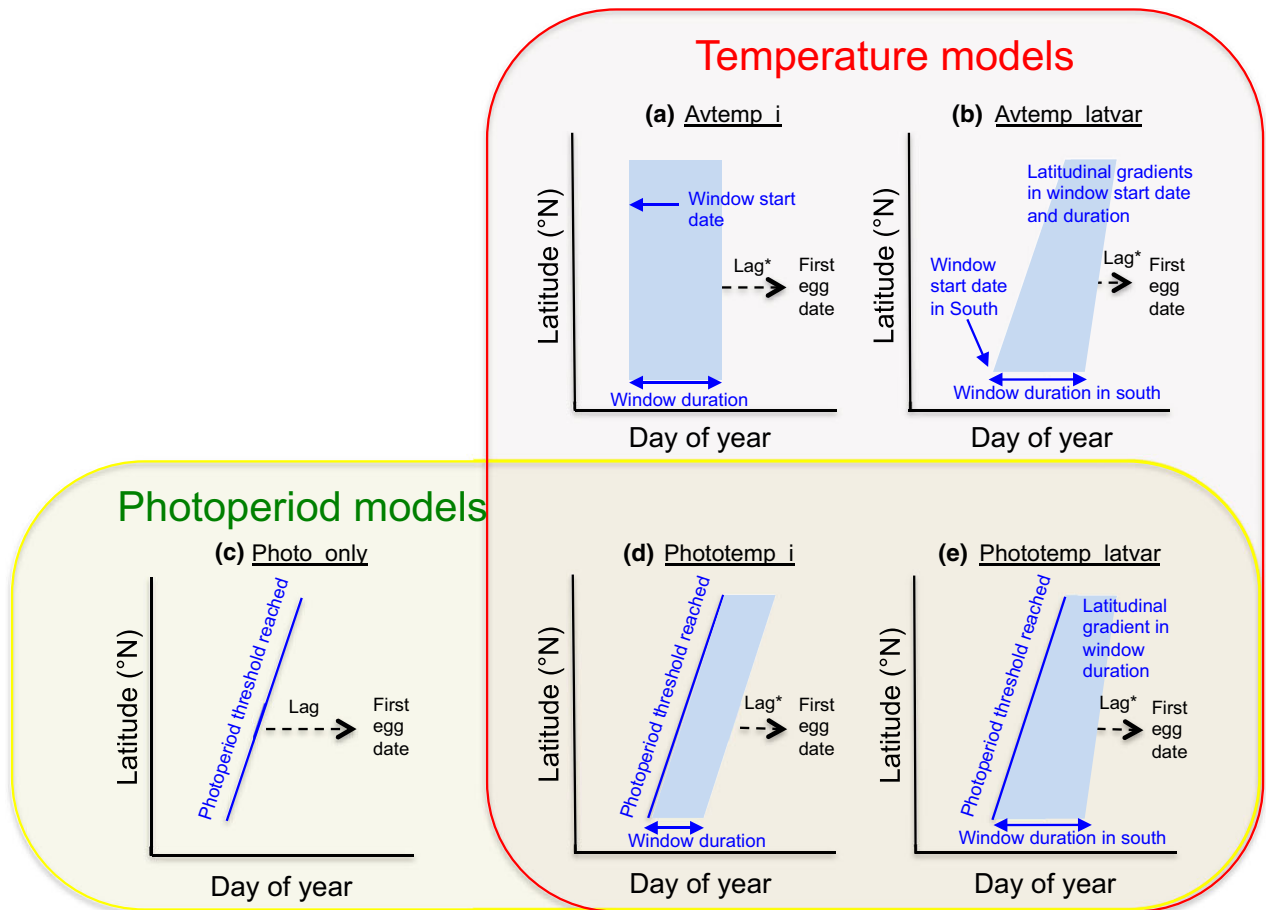 Temperature models
(a) Avtemp_i
Latitude (°N)
Window start
date
Lag*
First
egg
date
Window duration
Day of year
(b) Avtemp_latvar
Latitude (°N)
Latitudinal gradients
in window start date
and duration
Window
start date
in South
Lag*
First
egg
date
Window duration in south
Day of year
Photoperiod models
(c) Photo_only
Latitude (°N)
Photoperiod threshold reached
Lag
First
egg
date
Day of year
(d) Phototemp_i
Latitude (°N)
Photoperiod threshold reached
Lag*
First
egg
date
Window duration
Day of year
(e) Phototemp_latvar
Latitude (°N)
Photoperiod threshold reached
Latitudinal
gradient in
window
duration
Lag*
First
egg
date
Window duration in south
Day of year